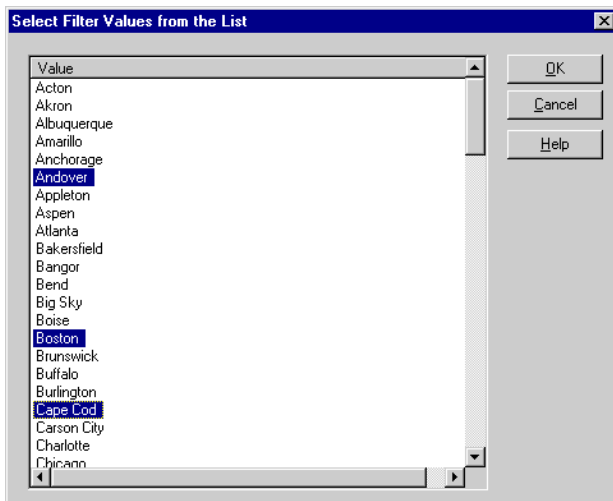 Select Filter Values from the List
Value
Acton
Akron
Albuquerque
Amarillo
Anchorage
Andover
Appleton
Aspen
Atlanta
Bakersfield
Bangor
Bend
Big Sky
Boise
Boston
Brunswick
Buffalo
Burlington
Cape Cod
Carson City
Charlotte
Chicago
OK
Cancel
Help